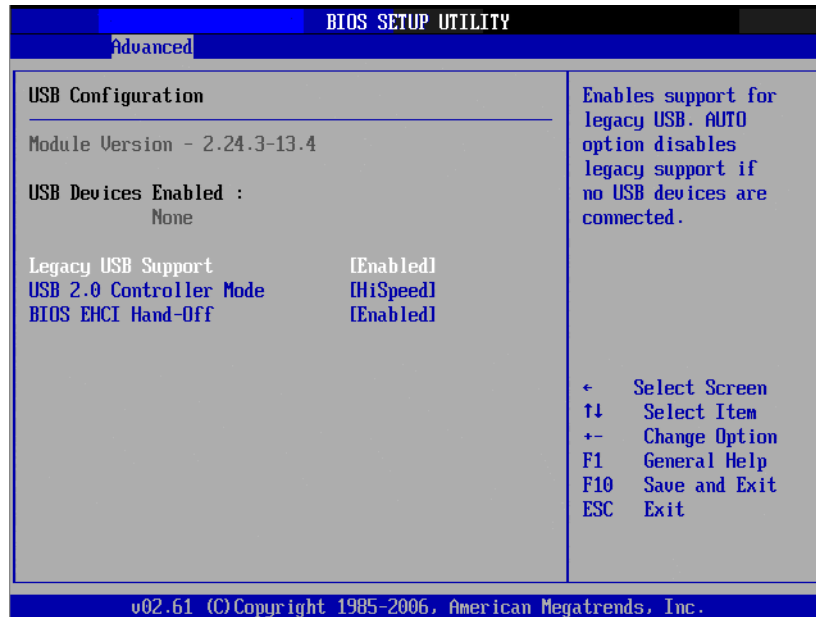 BIOS SETUP UTILITY
Advanced
USB Configuration
Module Version - 2.24.3-13.4
USB Devices Enabled :
None
Legacy USB Support [Enabled]
USB 2.0 Controller Mode [HiSpeed]
BIOS EHCI Hand-Off [Enabled]
Enables support for
legacy USB. AUTO
option disables
legacy support if
no USB devices are
connected.
← Select Screen
↑↓ Select Item
+- Change Option
F1 General Help
F10 Save and Exit
ESC Exit
v02.61 (C)Copyright 1985-2006, American Megatrends, Inc.